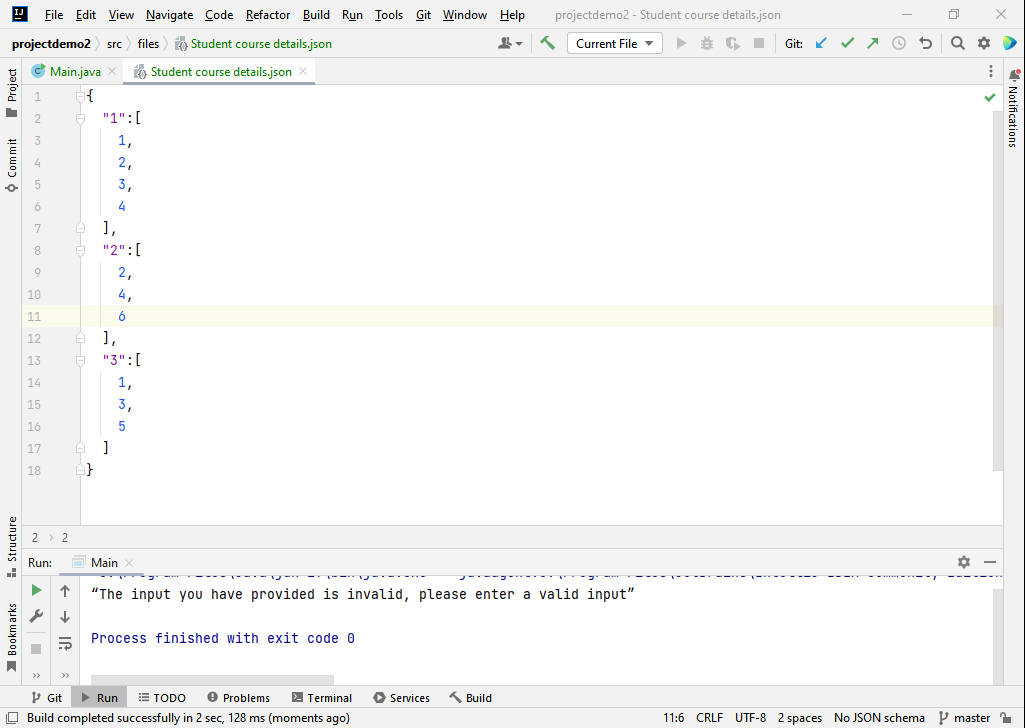 File Edit View Navigate Code Refactor Build Run Tools Git Window Help projectdemo2 - Student course details.json
projectdemo2 src files Student course details.json Current File Git:
Main.java Student course details.json
Project
Commit
Structure
Bookmarks
Notifications
1 {
2 "1":[
3 1,
4 2,
5 3,
6 4
7 ],
8 "2":[
9 2,
10 4,
11 6
12 ],
13 "3":[
14 1,
15 3,
16 5
17 ]
18 }
2 › 2
Run: Main
“The input you have provided is invalid, please enter a valid input”
Process finished with exit code 0
Git Run TODO Problems Terminal Services Build
Build completed successfully in 2 sec, 128 ms (moments ago) 11:6 CRLF UTF-8 2 spaces No JSON schema master